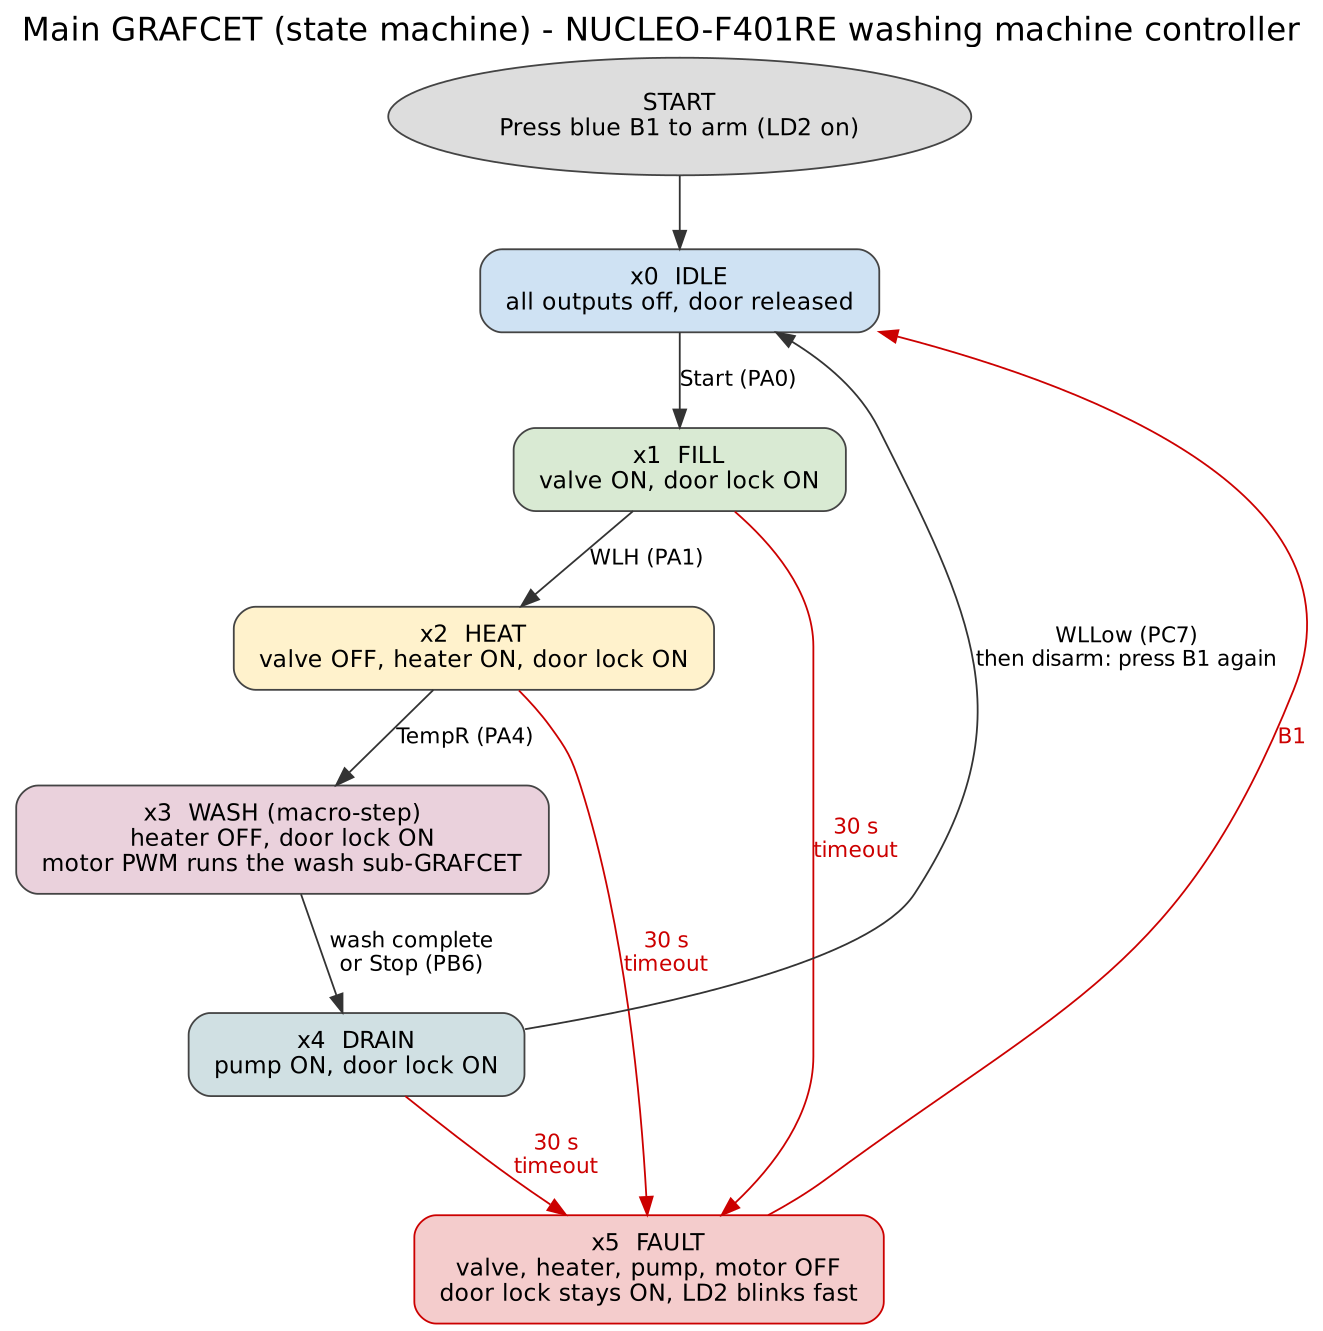 Main GRAFCET (state machine) - NUCLEO-F401RE washing machine controller
START
Press blue B1 to arm (LD2 on)
x0  IDLE
all outputs off, door released
Start (PA0)
x1  FILL
valve ON, door lock ON
WLH (PA1)
x2  HEAT
valve OFF, heater ON, door lock ON
WLLow (PC7)
then disarm: press B1 again
TempR (PA4)
B1
x3  WASH (macro-step)
heater OFF, door lock ON
motor PWM runs the wash sub-GRAFCET
30 s
timeout
wash complete
or Stop (PB6)
30 s
timeout
x4  DRAIN
pump ON, door lock ON
30 s
timeout
x5  FAULT
valve, heater, pump, motor OFF
door lock stays ON, LD2 blinks fast